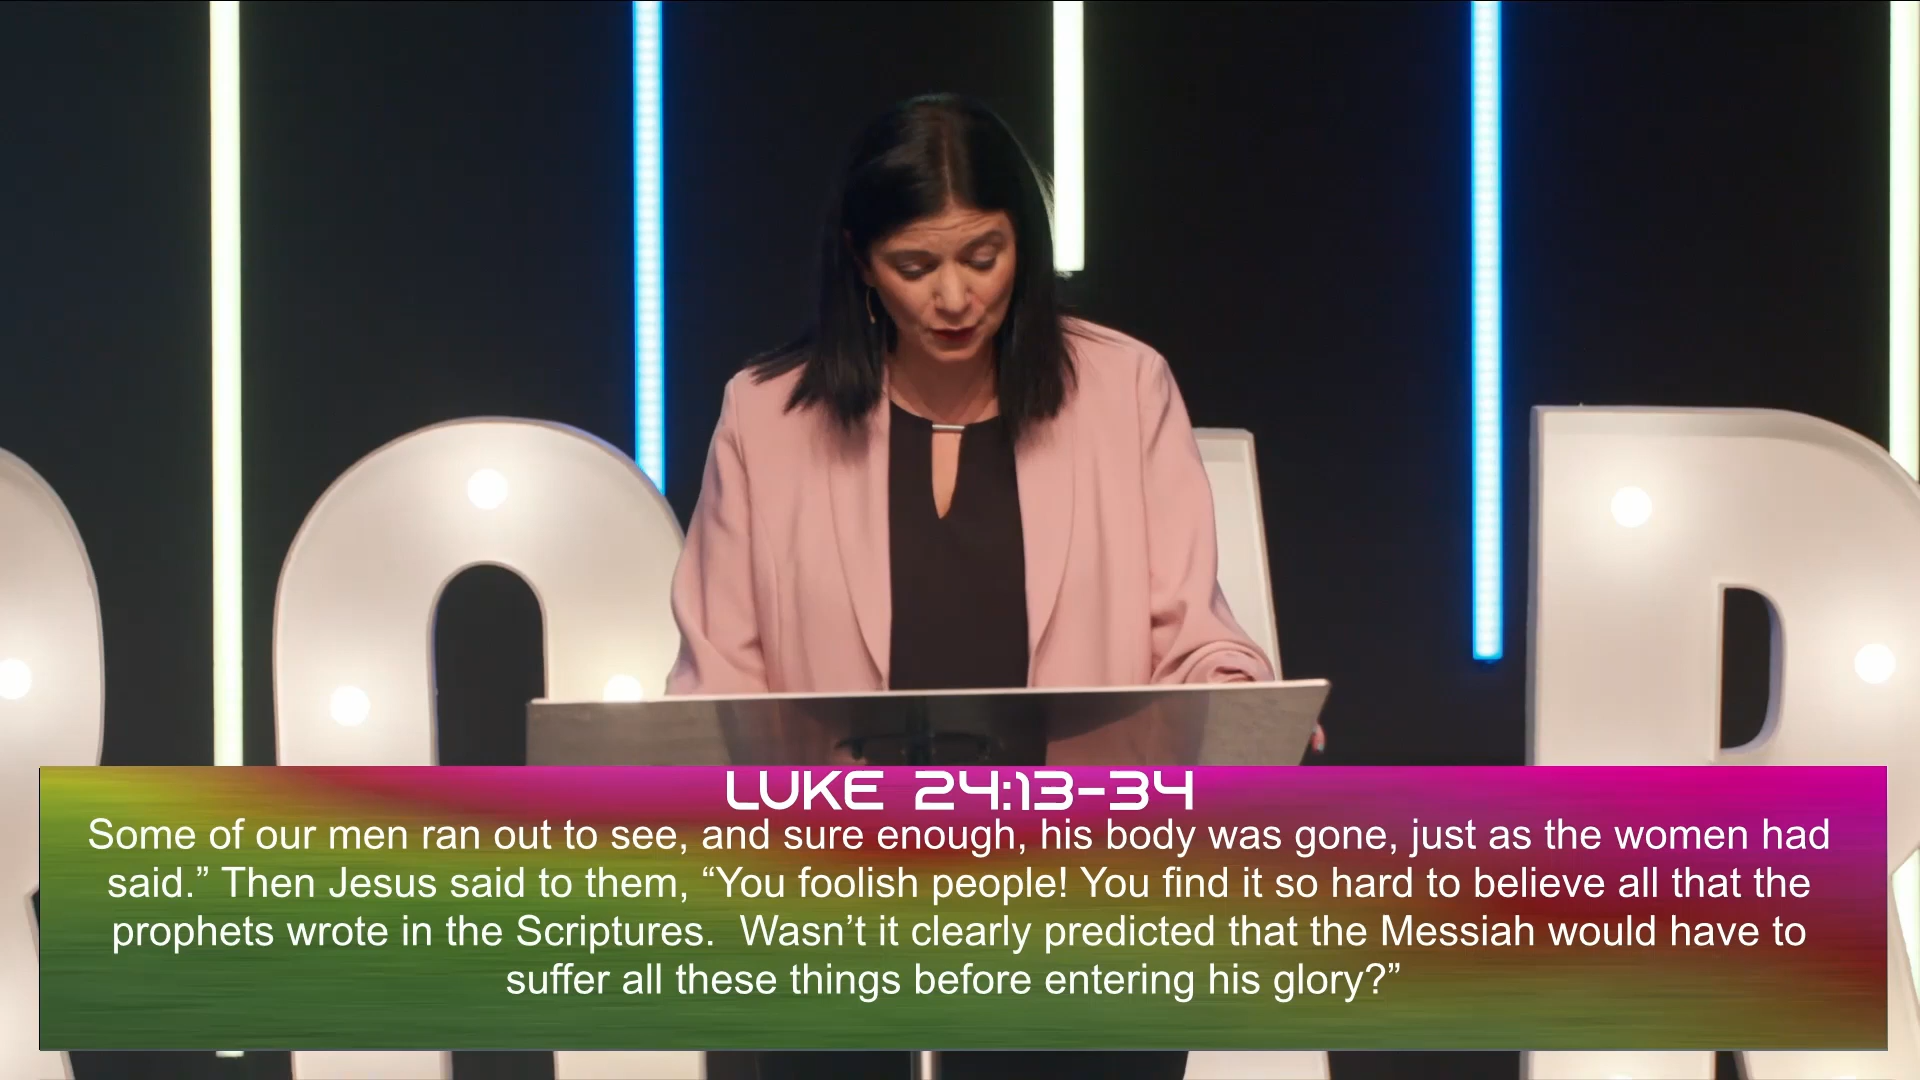 LUKE 24:13-34
Some of our men ran out to see, and sure enough, his body was gone, just as the women had
said.” Then Jesus said to them, “You foolish people! You find it so hard to believe all that the
prophets wrote in the Scriptures.  Wasn’t it clearly predicted that the Messiah would have to
suffer all these things before entering his glory?”